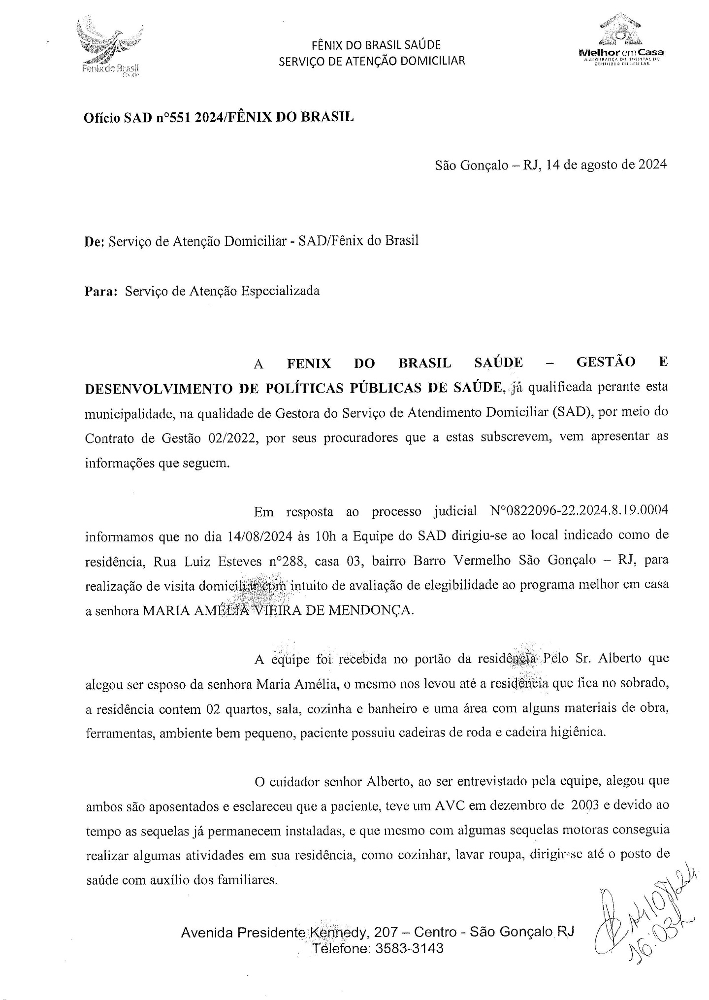 Fenix do Brasil
Saúde
FÊNIX DO BRASIL SAÚDE
SERVIÇO DE ATENÇÃO DOMICILIAR
Melhor em Casa
A SEGURANÇA DO HOSPITAL NO
CONFORTO DO SEU LAR
Ofício SAD n°551 2024/FÊNIX DO BRASIL
São Gonçalo – RJ, 14 de agosto de 2024
De: Serviço de Atenção Domiciliar - SAD/Fênix do Brasil
Para: Serviço de Atenção Especializada
A FENIX DO BRASIL SAÚDE – GESTÃO E
DESENVOLVIMENTO DE POLÍTICAS PÚBLICAS DE SAÚDE, já qualificada perante esta
municipalidade, na qualidade de Gestora do Serviço de Atendimento Domiciliar (SAD), por meio do
Contrato de Gestão 02/2022, por seus procuradores que a estas subscrevem, vem apresentar as
informações que seguem.
Em resposta ao processo judicial N°0822096-22.2024.8.19.0004
informamos que no dia 14/08/2024 às 10h a Equipe do SAD dirigiu-se ao local indicado como de
residência, Rua Luiz Esteves n°288, casa 03, bairro Barro Vermelho São Gonçalo – RJ, para
realização de visita domiciliar com intuito de avaliação de elegibilidade ao programa melhor em casa
a senhora MARIA AMÉLIA VIEIRA DE MENDONÇA.
A equipe foi recebida no portão da residência Pelo Sr. Alberto que
alegou ser esposo da senhora Maria Amélia, o mesmo nos levou até a residência que fica no sobrado,
a residência contem 02 quartos, sala, cozinha e banheiro e uma área com alguns materiais de obra,
ferramentas, ambiente bem pequeno, paciente possuiu cadeiras de roda e cadeira higiênica.
O cuidador senhor Alberto, ao ser entrevistado pela equipe, alegou que
ambos são aposentados e esclareceu que a paciente, teve um AVC em dezembro de 2003 e devido ao
tempo as sequelas já permanecem instaladas, e que mesmo com algumas sequelas motoras conseguia
realizar algumas atividades em sua residência, como cozinhar, lavar roupa, dirigir-se até o posto de
saúde com auxílio dos familiares.
14/08/24
16:03h
Avenida Presidente Kennedy, 207 – Centro - São Gonçalo RJ
Telefone: 3583-3143